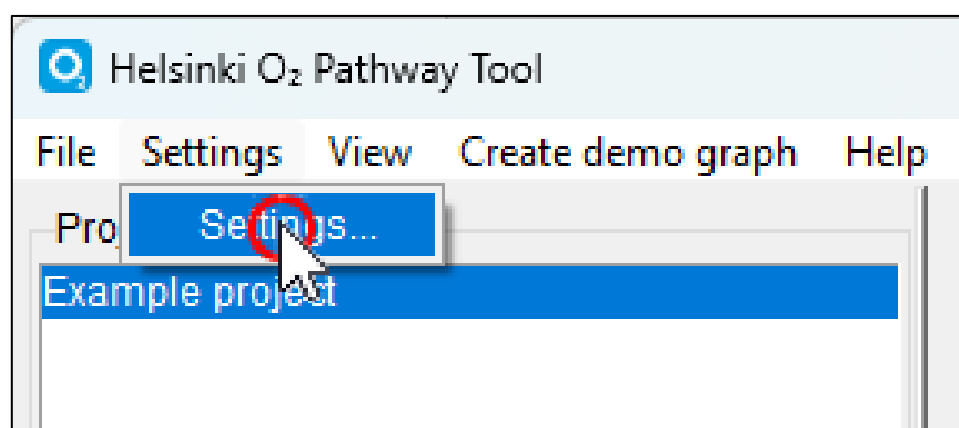 Helsinki O₂ Pathway Tool
File Settings View Create demo graph Help
Settings...
Example project